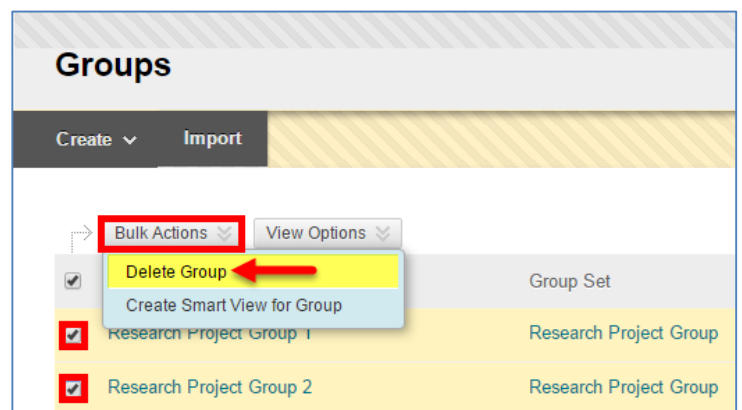 Groups
Create Import
Bulk Actions View Options
Delete Group
Create Smart View for Group
Group Set
Research Project Group 1 Research Project Group
Research Project Group 2 Research Project Group